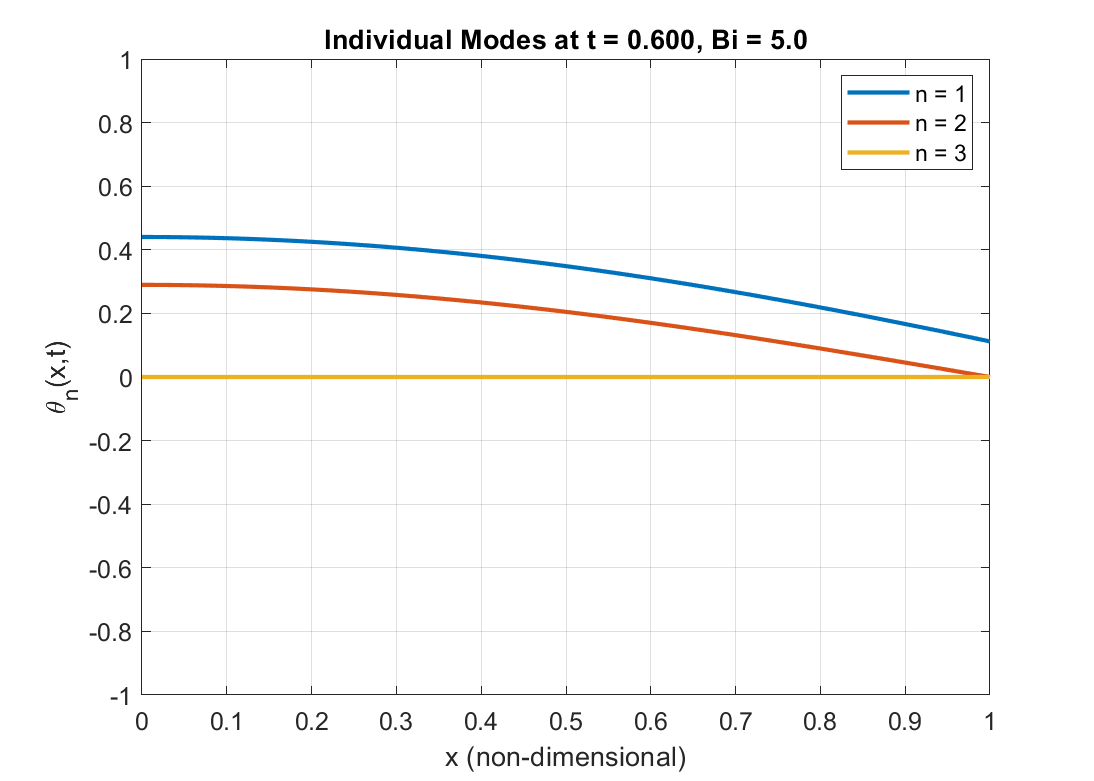 Individual Modes at t = 0.600, Bi = 5.0
n = 1
n = 2
n = 3
1
0.8
0.6
0.4
0.2
0
-0.2
-0.4
-0.6
-0.8
-1
θn(x,t)
0 0.1 0.2 0.3 0.4 0.5 0.6 0.7 0.8 0.9 1
x (non-dimensional)